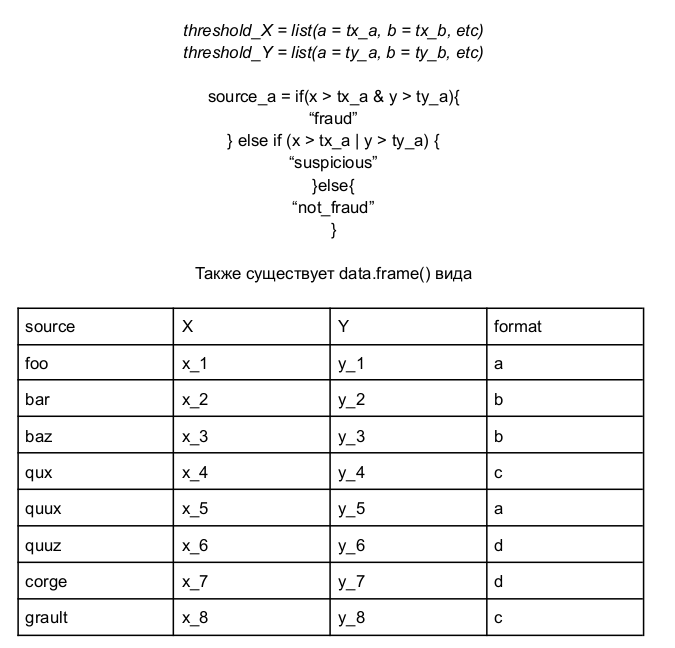 threshold_X = list(a = tx_a, b = tx_b, etc)
threshold_Y = list(a = ty_a, b = ty_b, etc)
source_a = if(x > tx_a & y > ty_a){
“fraud”
} else if (x > tx_a | y > ty_a) {
“suspicious”
}else{
“not_fraud”
}
Также существует data.frame() вида
source X Y format
foo x_1 y_1 a
bar x_2 y_2 b
baz x_3 y_3 b
qux x_4 y_4 c
quux x_5 y_5 a
quuz x_6 y_6 d
corge x_7 y_7 d
grault x_8 y_8 c